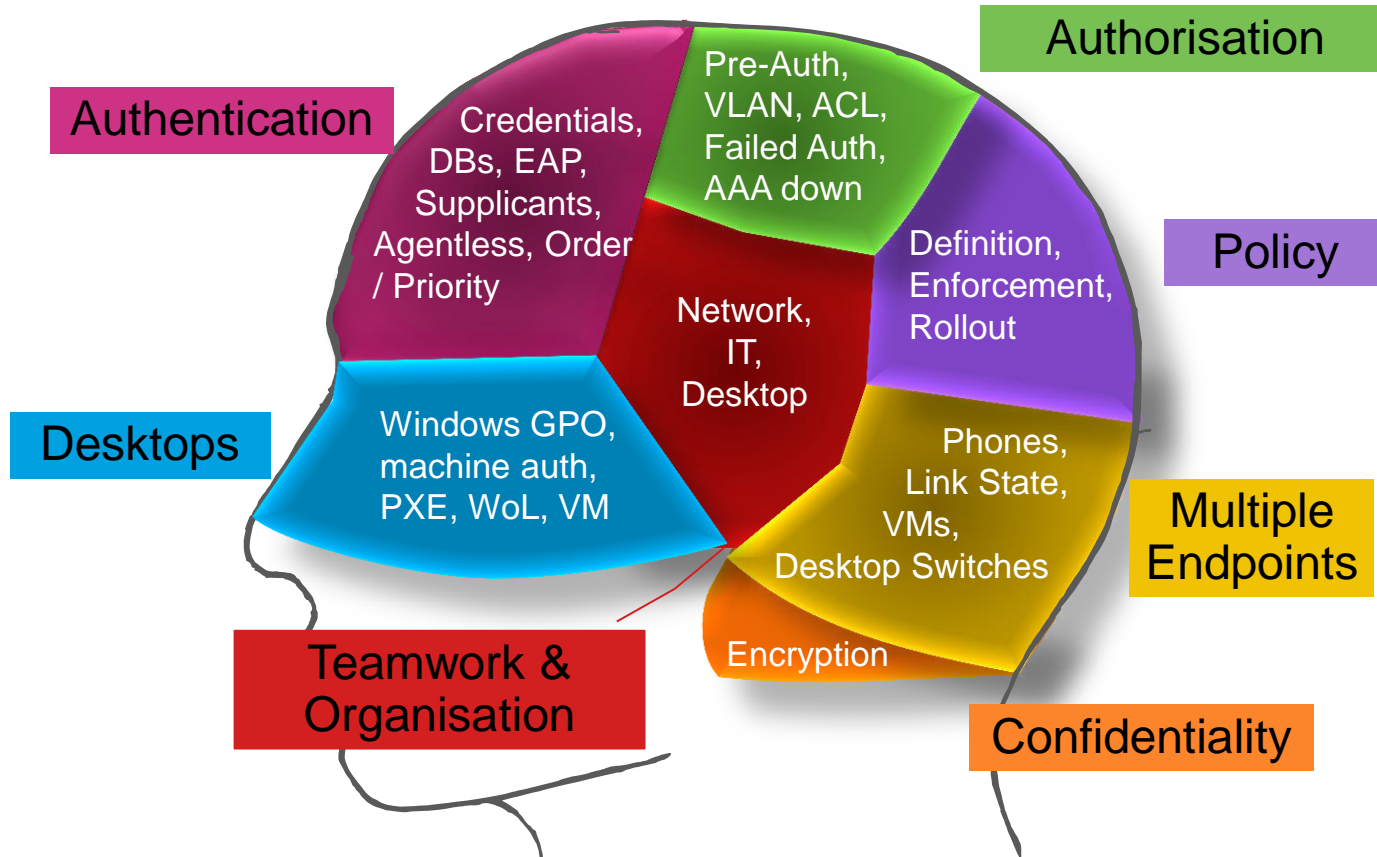 Authorisation
Pre-Auth,
VLAN, ACL,
Failed Auth,
AAA down
Authentication
Credentials,
DBs, EAP,
Supplicants,
Agentless, Order
/ Priority
Policy
Definition,
Enforcement,
Rollout
Network,
IT,
Desktop
Desktops
Windows GPO,
machine auth,
PXE, WoL, VM
Phones,
Link State,
VMs,
Desktop Switches
Multiple
Endpoints
Teamwork &
Organisation
Encryption
Confidentiality